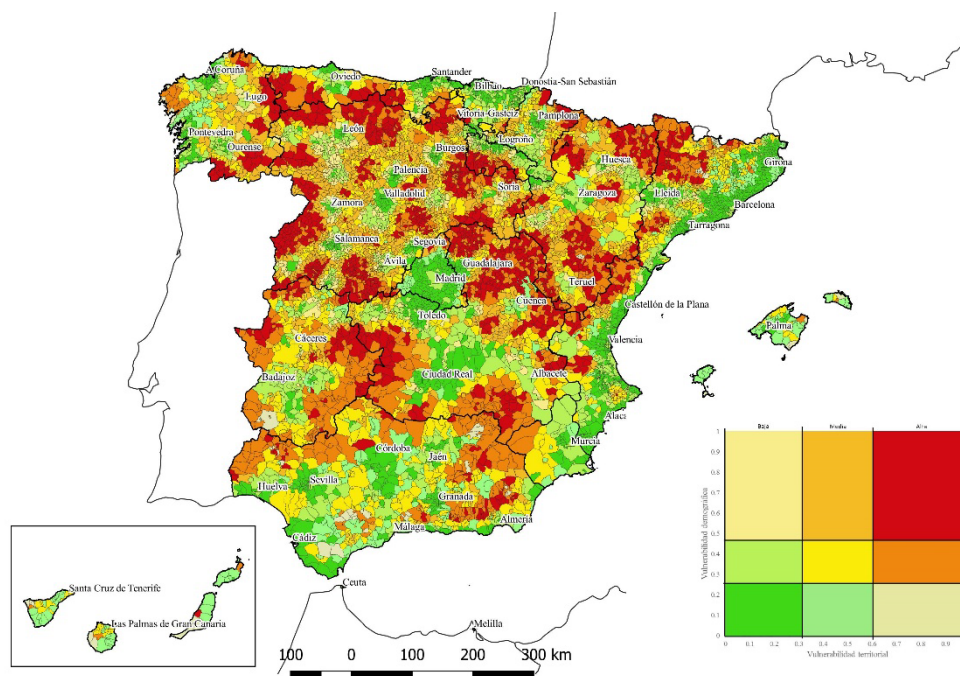 Santander
Donostia-San Sebastián
A Coruña
Oviedo
Bilbao
Lugo
Vitoria-Gasteiz
Pamplona
León
Pontevedra
Logroño
Ourense
Burgos
Huesca
Girona
Palencia
Soria
Zaragoza
Lleida
Zamora
Valladolid
Barcelona
Tarragona
Salamanca
Segovia
Ávila
Guadalajara
Madrid
Teruel
Cuenca
Castellón de la Plana
Toledo
Palma
Cáceres
Valencia
Badajoz
Ciudad Real
Albacete
Alaci
Baja
Media
Alta
Murcia
Córdoba
Jaén
Huelva
Sevilla
Granada
Almería
Málaga
Cádiz
Ceuta
Santa Cruz de Tenerife
Las Palmas de Gran Canaria
Melilla
Vulnerabilidad demográfica
1
0.9
0.8
0.7
0.6
0.5
0.4
0.3
0.2
0.1
0
0 0.1 0.2 0.3 0.4 0.5 0.6 0.7 0.8 0.9
Vulnerabilidad territorial
100 0 100 200 300 km